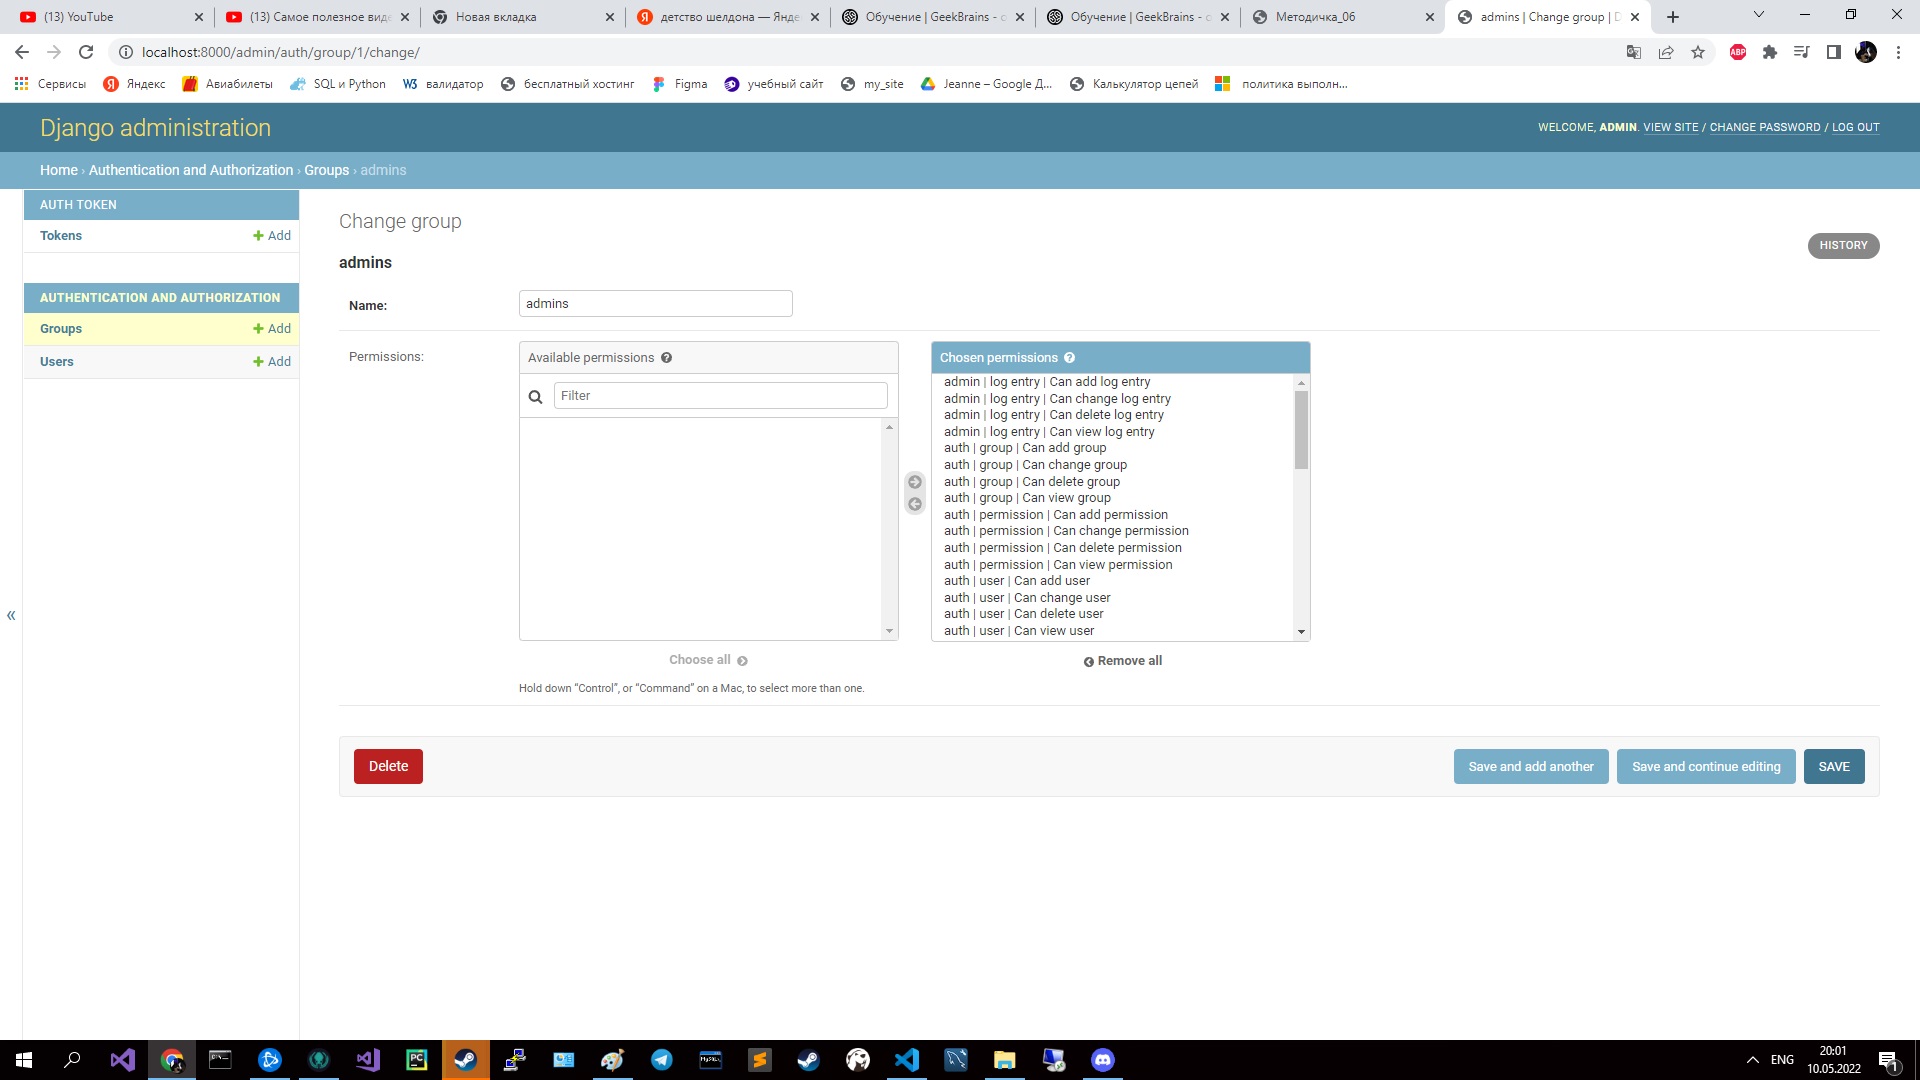 (13) YouTube
(13) Самое полезное виде
Новая вкладка
детство шелдона — Янде
Обучение | GeekBrains - о
Обучение | GeekBrains - о
Методичка_06
admins | Change group | D
localhost:8000/admin/auth/group/1/change/
ABP
Сервисы
Яндекс
Авиабилеты
SQL и Python
W3 валидатор
бесплатный хостинг
Figma
учебный сайт
my_site
Jeanne – Google Д...
Калькулятор цепей
политика выполн...
Django administration
WELCOME, ADMIN. VIEW SITE / CHANGE PASSWORD / LOG OUT
Home › Authentication and Authorization › Groups › admins
AUTH TOKEN
Tokens
Add
AUTHENTICATION AND AUTHORIZATION
Groups
Add
Users
Add
«
Change group
HISTORY
admins
Name:
admins
Permissions:
Available permissions
Filter
Choose all
Chosen permissions
admin | log entry | Can add log entry
admin | log entry | Can change log entry
admin | log entry | Can delete log entry
admin | log entry | Can view log entry
auth | group | Can add group
auth | group | Can change group
auth | group | Can delete group
auth | group | Can view group
auth | permission | Can add permission
auth | permission | Can change permission
auth | permission | Can delete permission
auth | permission | Can view permission
auth | user | Can add user
auth | user | Can change user
auth | user | Can delete user
auth | user | Can view user
Remove all
Hold down “Control”, or “Command” on a Mac, to select more than one.
Delete
Save and add another
Save and continue editing
SAVE
PC
MySQL
ENG
20:01
10.05.2022
1